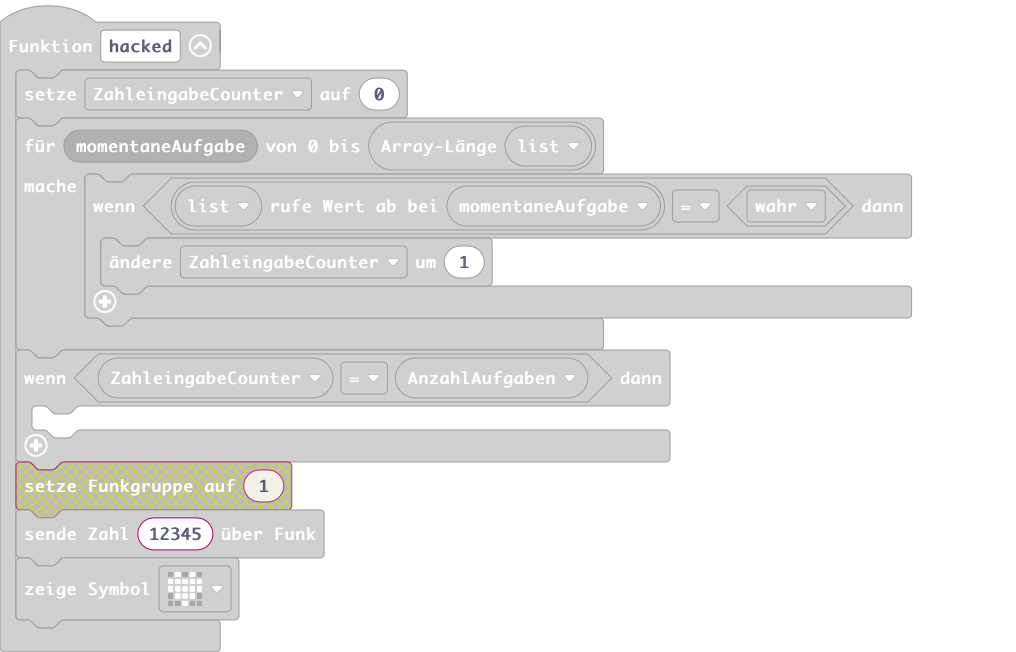 Funktion hacked
setze ZahleingabeCounter auf 0
für momentaneAufgabe von 0 bis Array-Länge list
mache
wenn list rufe Wert ab bei momentaneAufgabe = wahr dann
ändere ZahleingabeCounter um 1
wenn ZahleingabeCounter = AnzahlAufgaben dann
setze Funkgruppe auf 1
sende Zahl 12345 über Funk
zeige Symbol